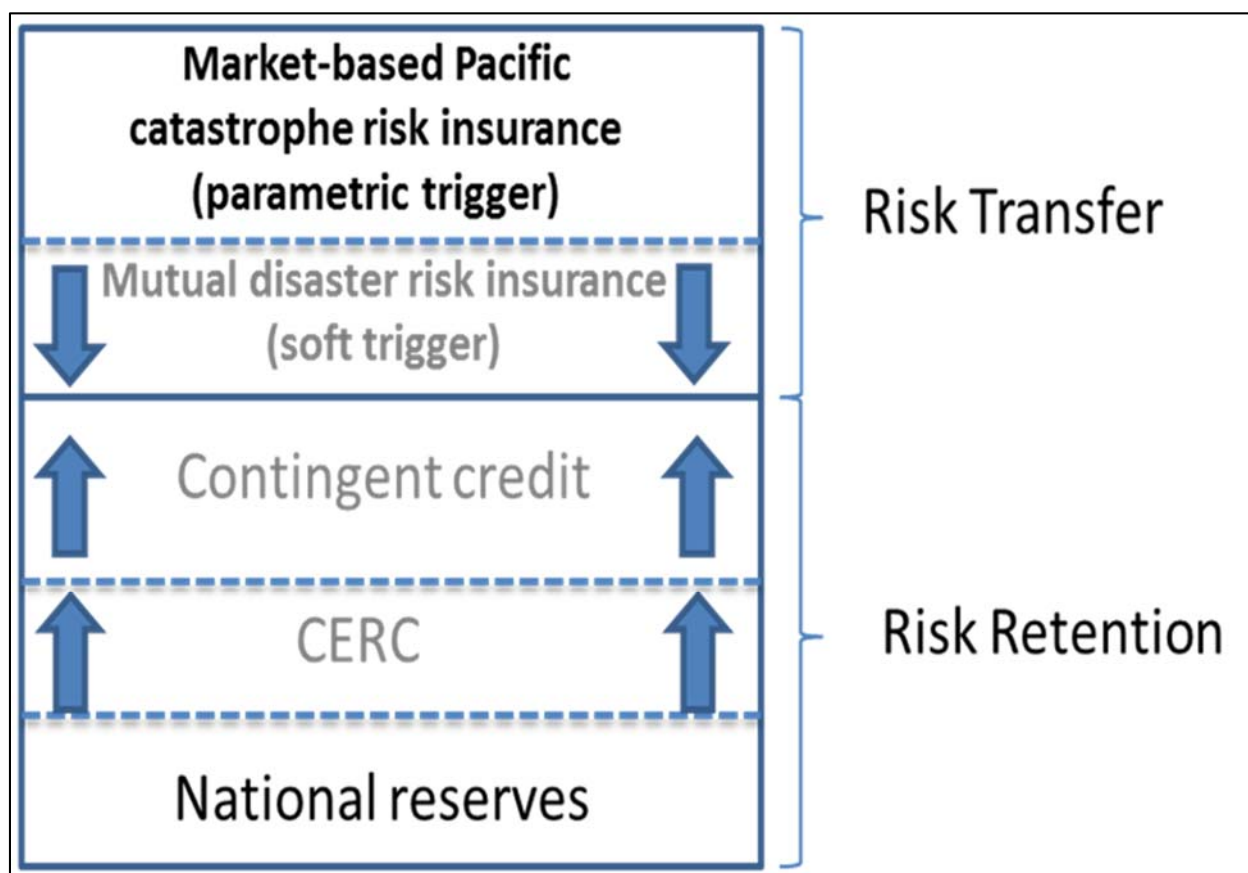 Market-based Pacific
catastrophe risk insurance
(parametric trigger)
Risk Transfer
Mutual disaster risk insurance
(soft trigger)
Contingent credit
CERC
Risk Retention
National reserves